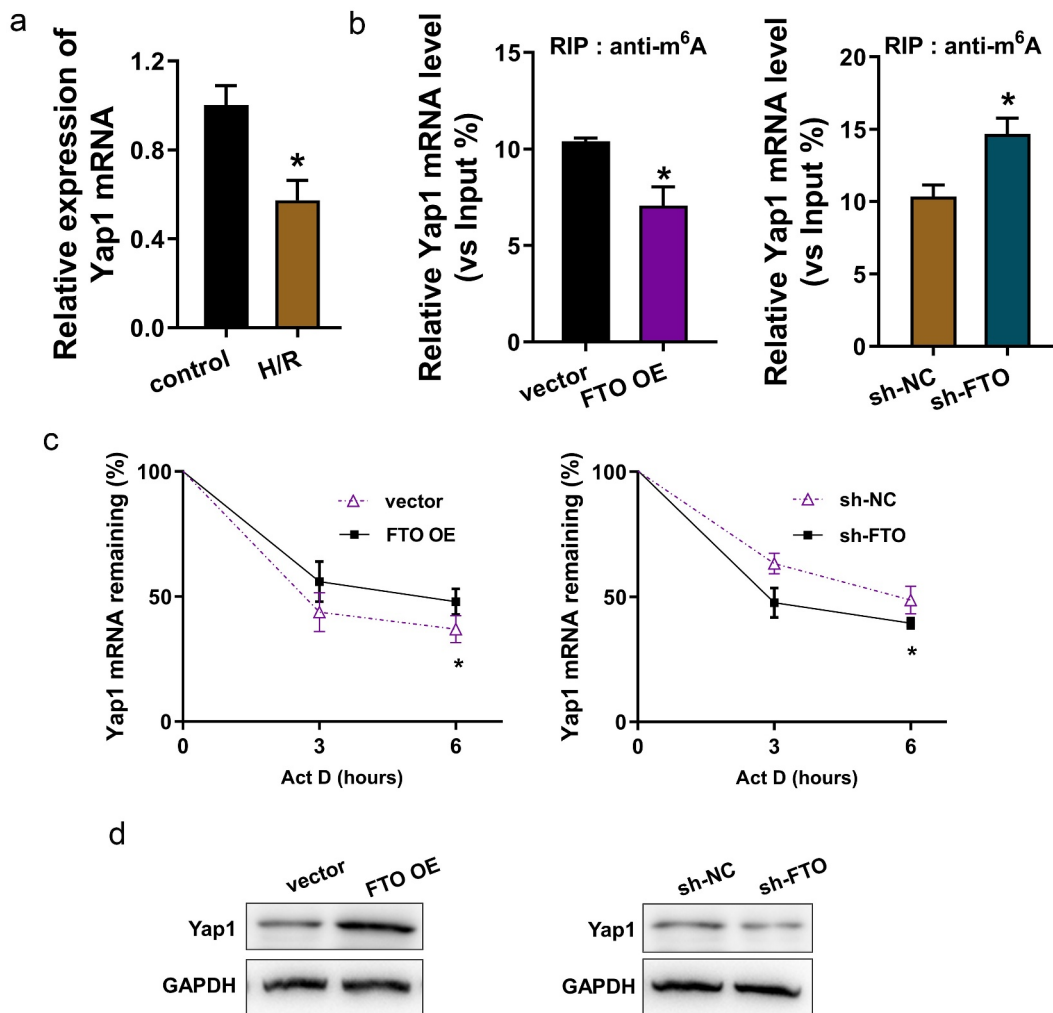 a
Relative expression of
Yap1 mRNA
1.2
0.8
0.4
0.0
*
control
H/R
b
Relative Yap1 mRNA level
(vs Input %)
RIP : anti-m⁶A
15
10
5
0
*
vector
FTO OE
Relative Yap1 mRNA level
(vs Input %)
RIP : anti-m⁶A
20
15
10
5
0
*
sh-NC
sh-FTO
c
Yap1 mRNA remaining (%)
100
50
0
vector
FTO OE
*
0
3
6
Act D (hours)
Yap1 mRNA remaining (%)
100
50
0
sh-NC
sh-FTO
*
0
3
6
Act D (hours)
d
vector
FTO OE
Yap1
GAPDH
sh-NC
sh-FTO
Yap1
GAPDH